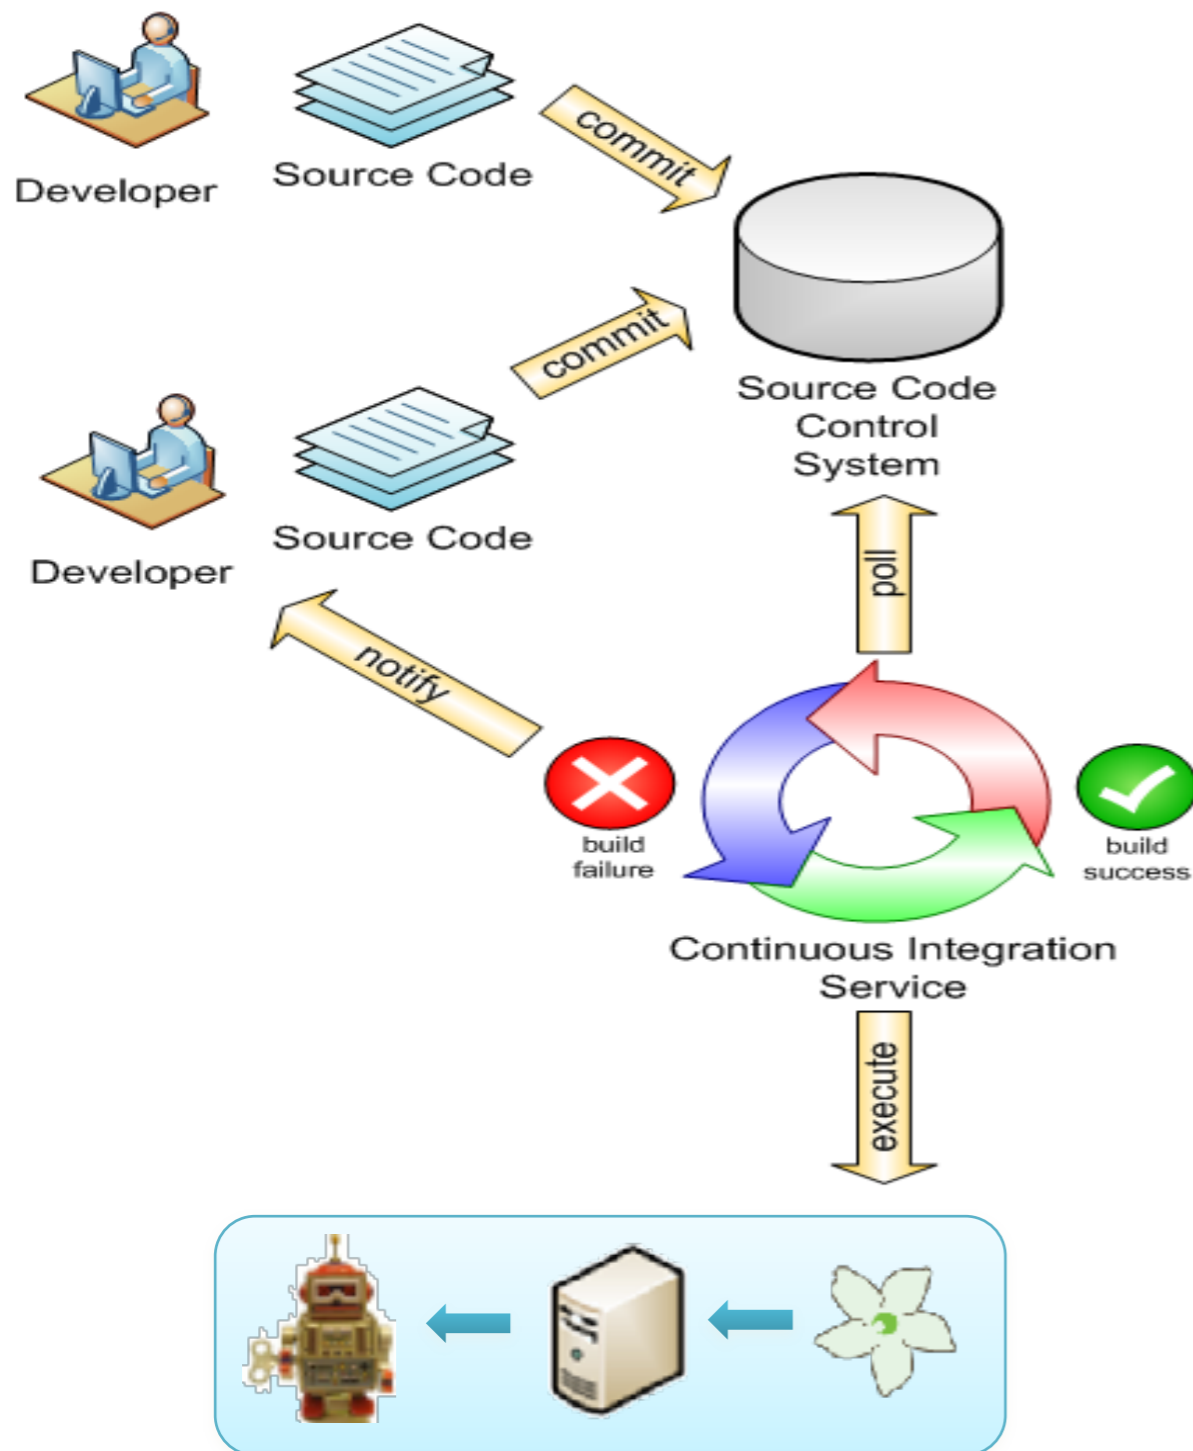 Developer
Source Code
commit
commit
Source Code
Control
System
Developer
Source Code
poll
notify
build
failure
build
success
Continuous Integration
Service
execute